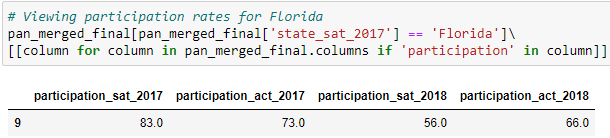 # Viewing participation rates for Florida
pan_merged_final[pan_merged_final['state_sat_2017'] == 'Florida']\
[[column for column in pan_merged_final.columns if 'participation' in column]]
participation_sat_2017 participation_act_2017 participation_sat_2018 participation_act_2018
9 83.0 73.0 56.0 66.0